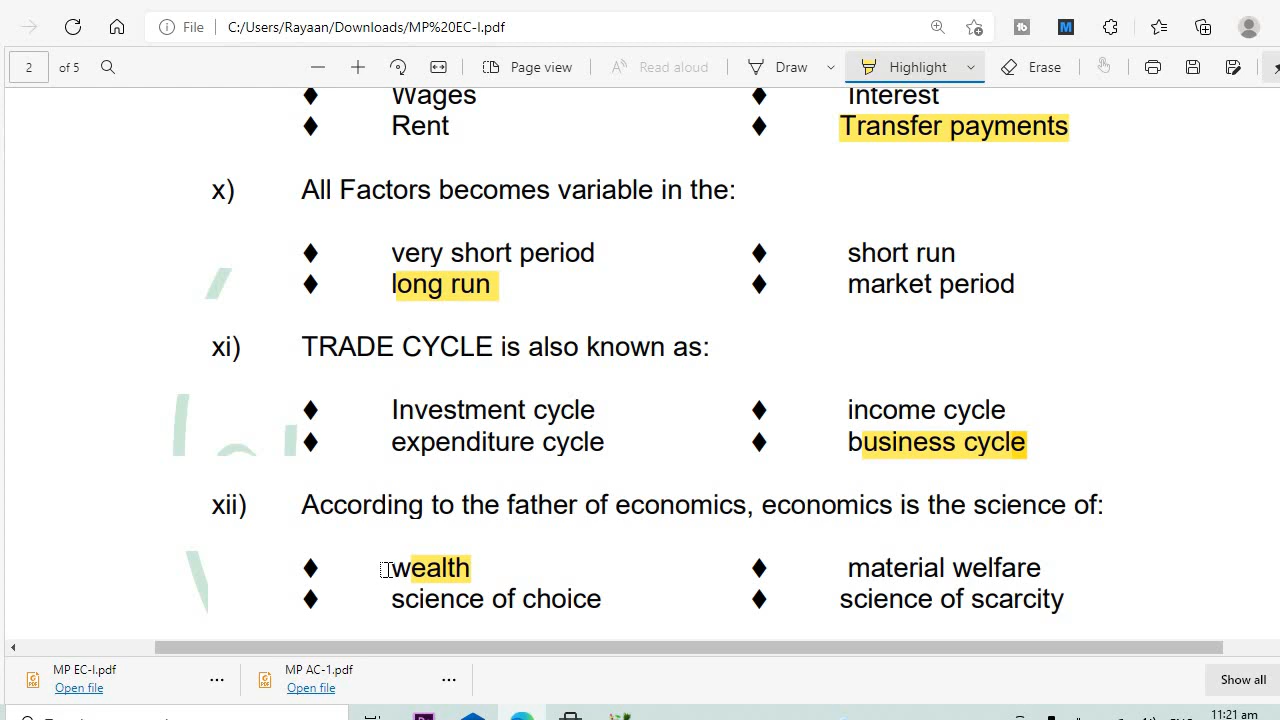 File C:/Users/Rayaan/Downloads/MP%20EC-I.pdf
2 of 5 Page view Read aloud Draw Highlight Erase
♦ Wages ♦ Interest
♦ Rent ♦ Transfer payments
x) All Factors becomes variable in the:
♦ very short period ♦ short run
♦ long run ♦ market period
xi) TRADE CYCLE is also known as:
♦ Investment cycle ♦ income cycle
♦ expenditure cycle ♦ business cycle
xii) According to the father of economics, economics is the science of:
♦ wealth ♦ material welfare
♦ science of choice ♦ science of scarcity
MP EC-I.pdf ... MP AC-1.pdf ...
Open file Open file Show all
11:21 am